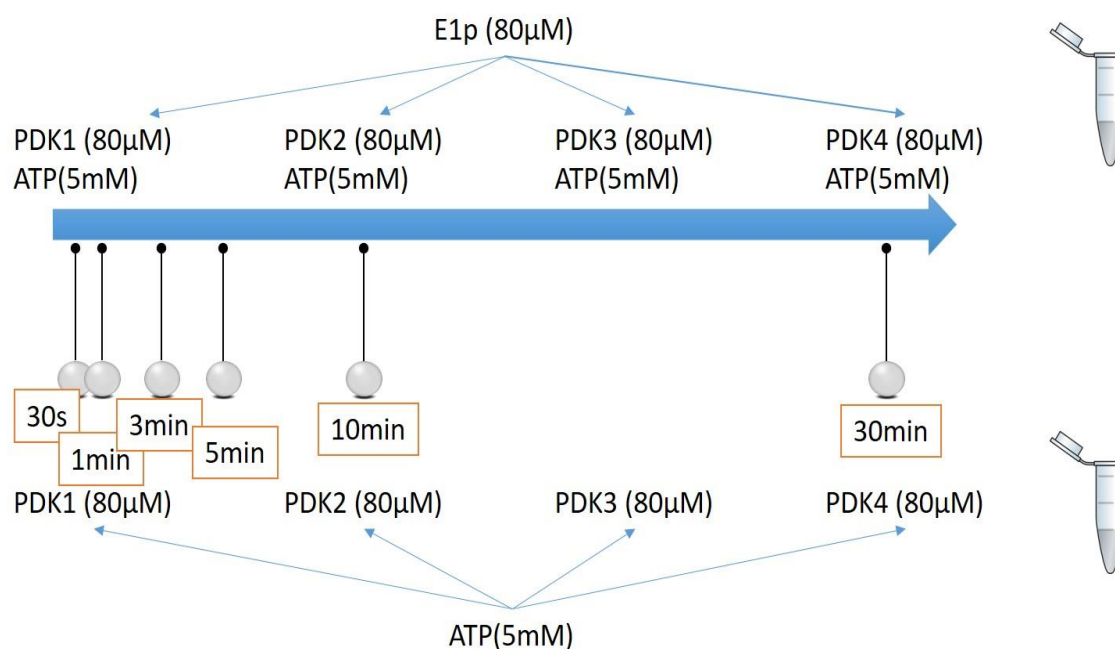 E1p (80µM)
PDK1 (80µM)
ATP(5mM)
PDK2 (80µM)
ATP(5mM)
PDK3 (80µM)
ATP(5mM)
PDK4 (80µM)
ATP(5mM)
30s
1min
3min
5min
10min
30min
PDK1 (80µM)
PDK2 (80µM)
PDK3 (80µM)
PDK4 (80µM)
ATP(5mM)